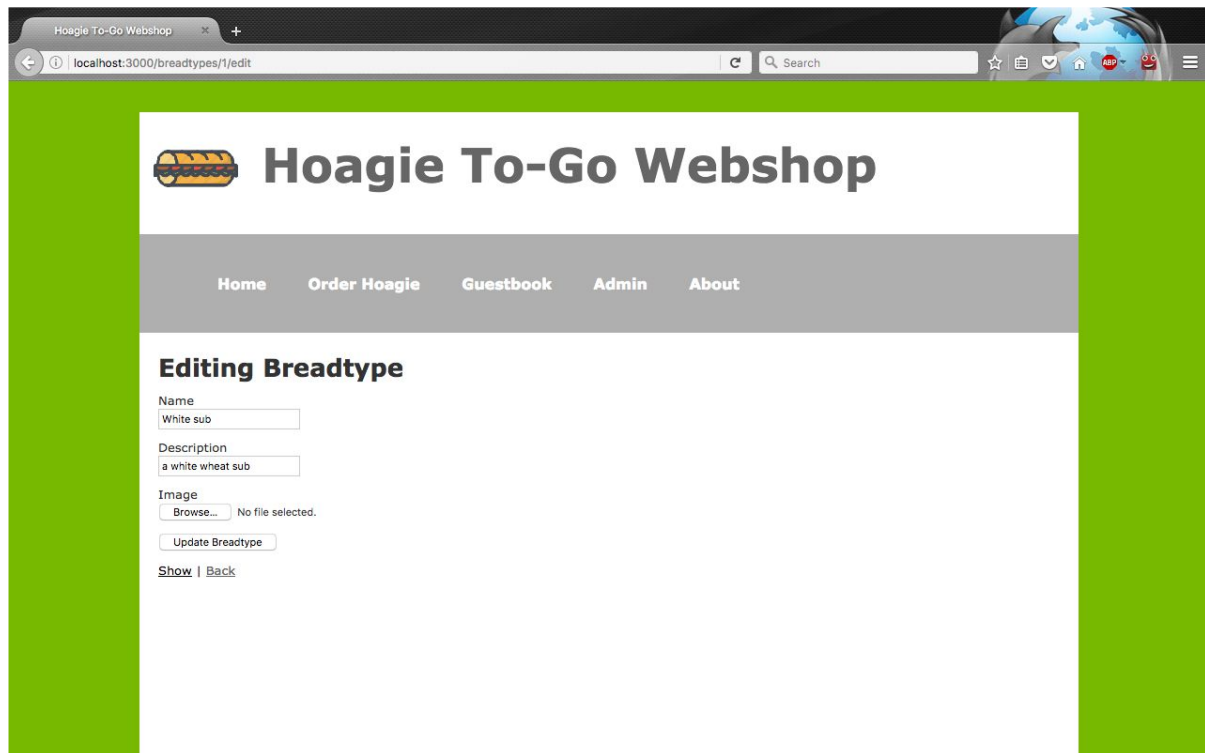 Hoagie To-Go Webshop × +
localhost:3000/breadtypes/1/edit Search ABP
Hoagie To-Go Webshop
Home Order Hoagie Guestbook Admin About
Editing Breadtype
Name
White sub
Description
a white wheat sub
Image
Browse... No file selected.
Update Breadtype
Show | Back